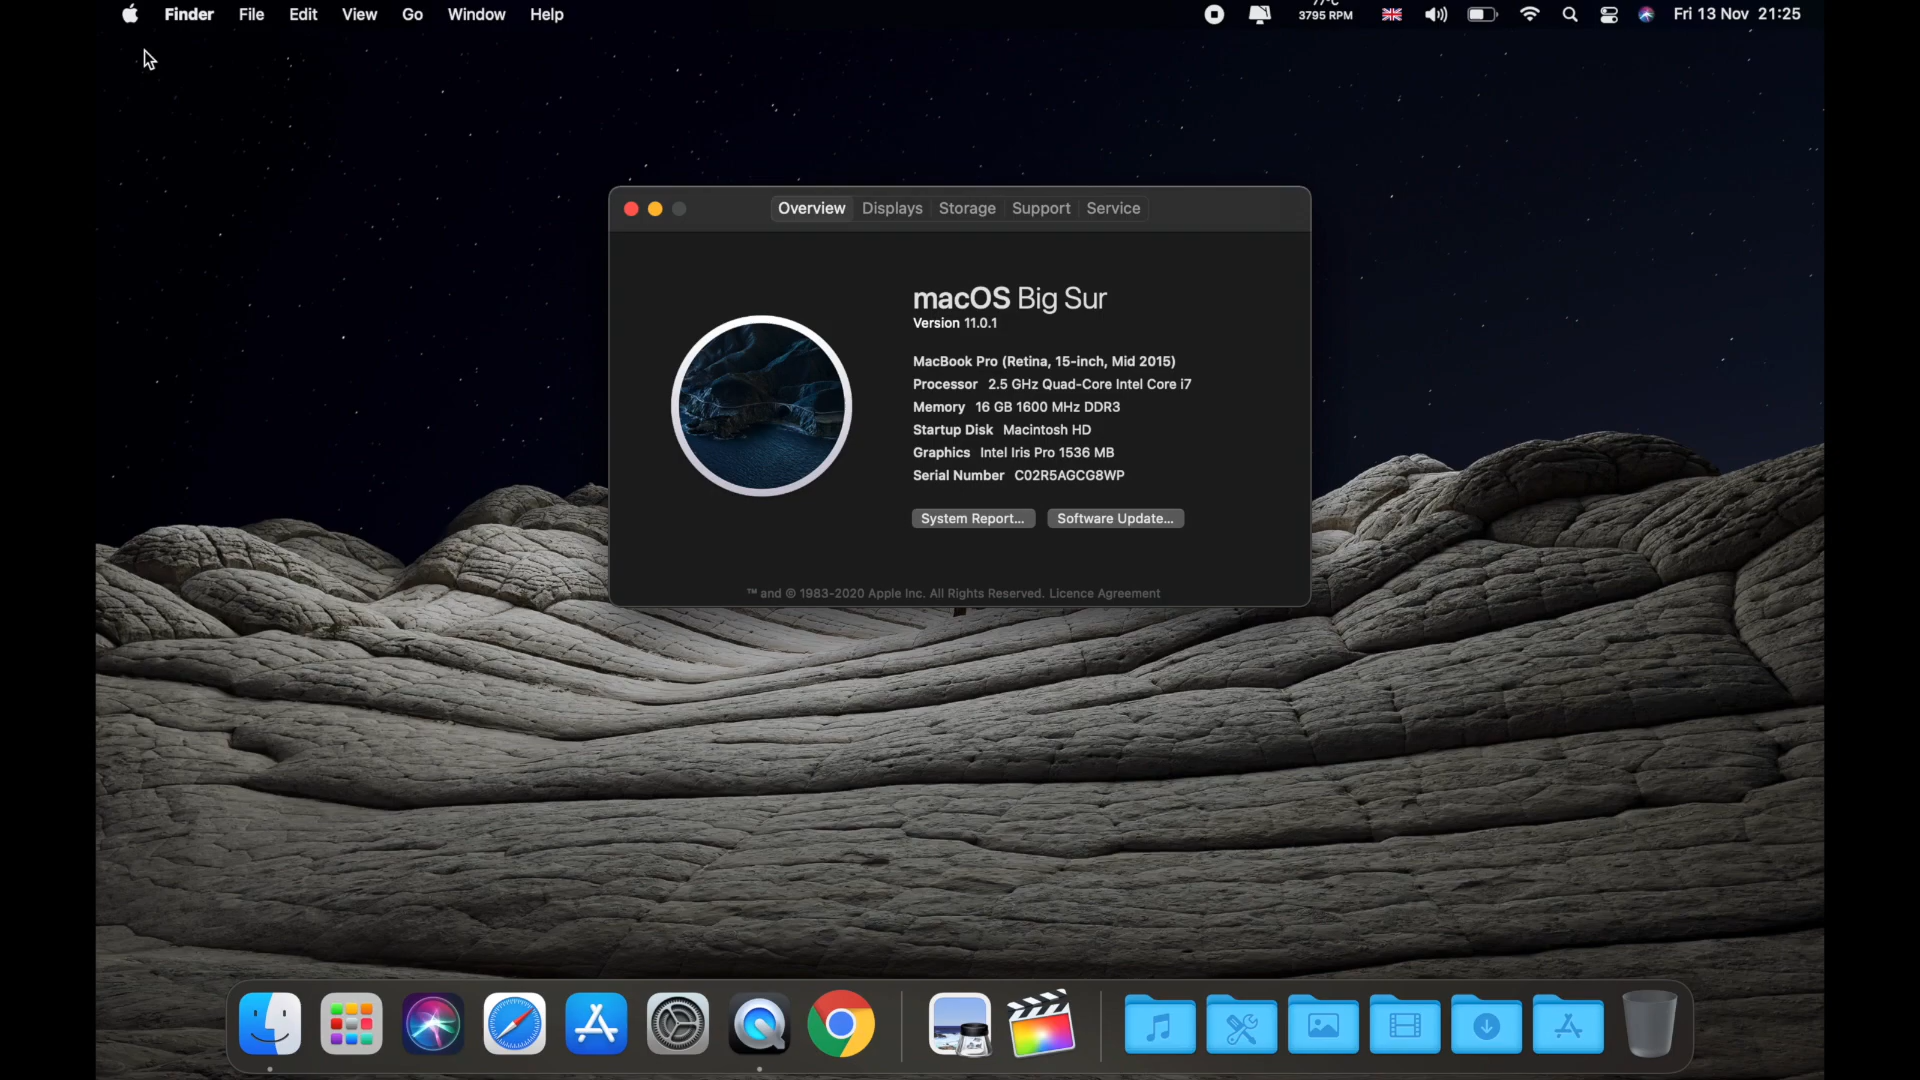 Finder File Edit View Go Window Help
3795 RPM
Fri 13 Nov 21:25
Overview Displays Storage Support Service
macOS Big Sur
Version 11.0.1
MacBook Pro (Retina, 15-inch, Mid 2015)
Processor 2.5 GHz Quad-Core Intel Core i7
Memory 16 GB 1600 MHz DDR3
Startup Disk Macintosh HD
Graphics Intel Iris Pro 1536 MB
Serial Number C02R5AGCG8WP
System Report... Software Update...
™ and © 1983-2020 Apple Inc. All Rights Reserved. Licence Agreement